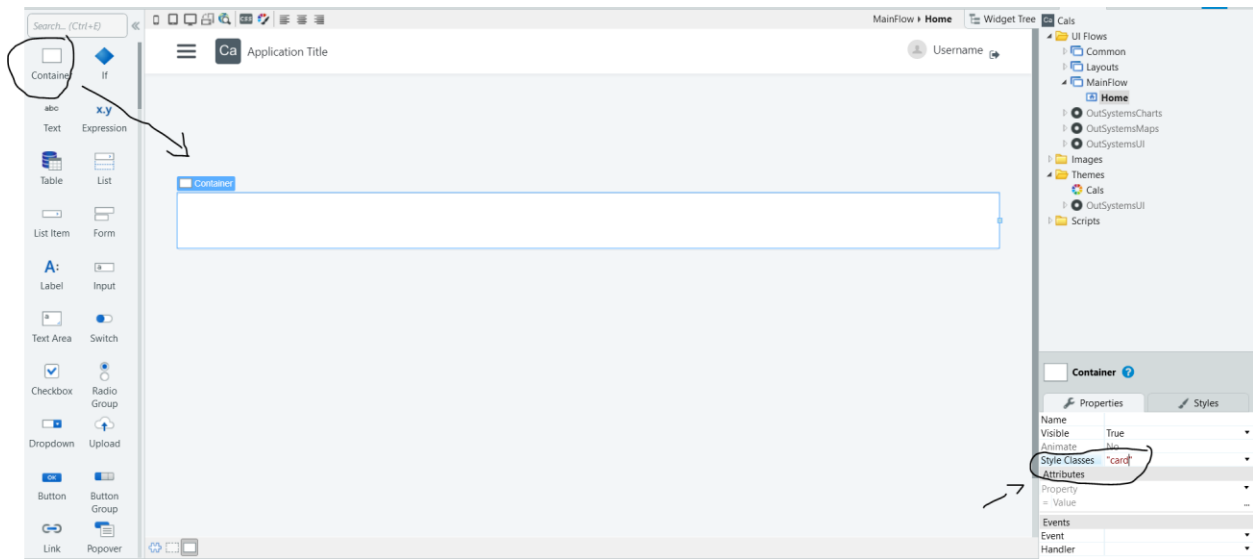 Search... (Ctrl+E)
«
Container
If
abc
Text
x.y
Expression
Table
List
List Item
Form
A:
Label
a
Input
a
Text Area
Switch
Checkbox
Radio
Group
Dropdown
Upload
OK
Button
Button
Group
Link
Popover
CSS
MainFlow
Home
Widget Tree
Ca
Application Title
Username
Container
Ca
Cals
UI Flows
Common
Layouts
MainFlow
Home
OutSystemsCharts
OutSystemsMaps
OutSystemsUI
Images
Themes
Cals
OutSystemsUI
Scripts
Container ?
Properties
Styles
Name
Visible True
Animate No
Style Classes "card"
Attributes
Property
= Value ...
Events
Event
Handler